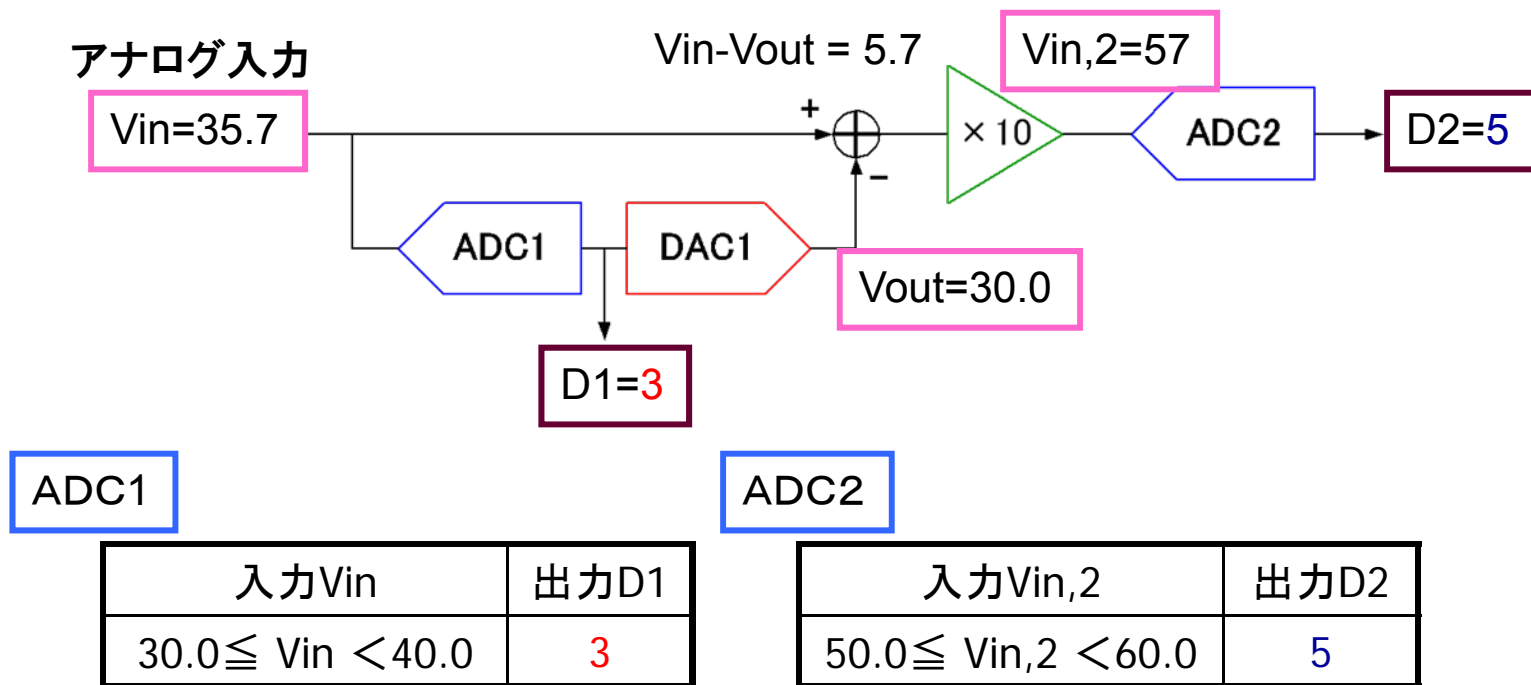 アナログ入力
Vin-Vout = 5.7
Vin,2=57
Vin=35.7
+
× 10
ADC2
D2=5
−
ADC1
DAC1
Vout=30.0
D1=3
ADC1
ADC2
入力Vin 出力D1
30.0≦ Vin <40.0 3
入力Vin,2 出力D2
50.0≦ Vin,2 <60.0 5